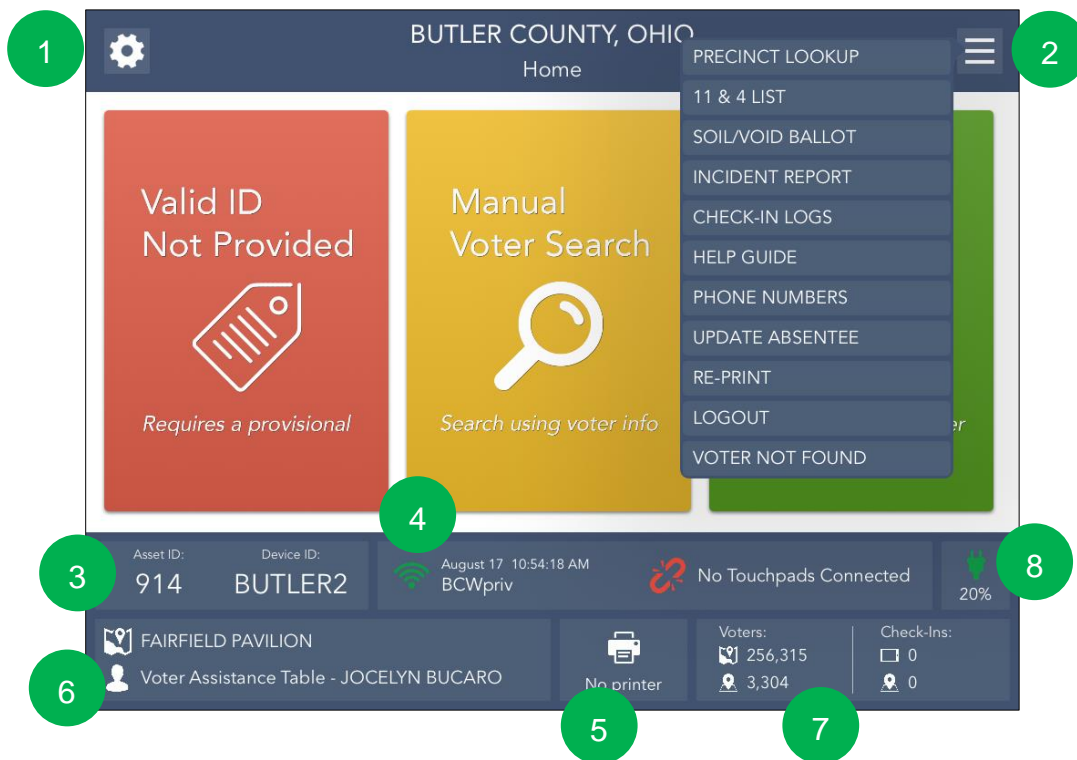 1
BUTLER COUNTY, OHIO
Home
2
PRECINCT LOOKUP
11 & 4 LIST
SOIL/VOID BALLOT
INCIDENT REPORT
CHECK-IN LOGS
HELP GUIDE
PHONE NUMBERS
UPDATE ABSENTEE
RE-PRINT
LOGOUT
VOTER NOT FOUND
Valid ID
Not Provided
Requires a provisional
Manual
Voter Search
Search using voter info
4
3
Asset ID:
914
Device ID:
BUTLER2
August 17 10:54:18 AM
BCWpriv
No Touchpads Connected
20%
8
FAIRFIELD PAVILION
Voter Assistance Table - JOCELYN BUCARO
6
No printer
5
Voters:
256,315
3,304
Check-Ins:
0
0
7